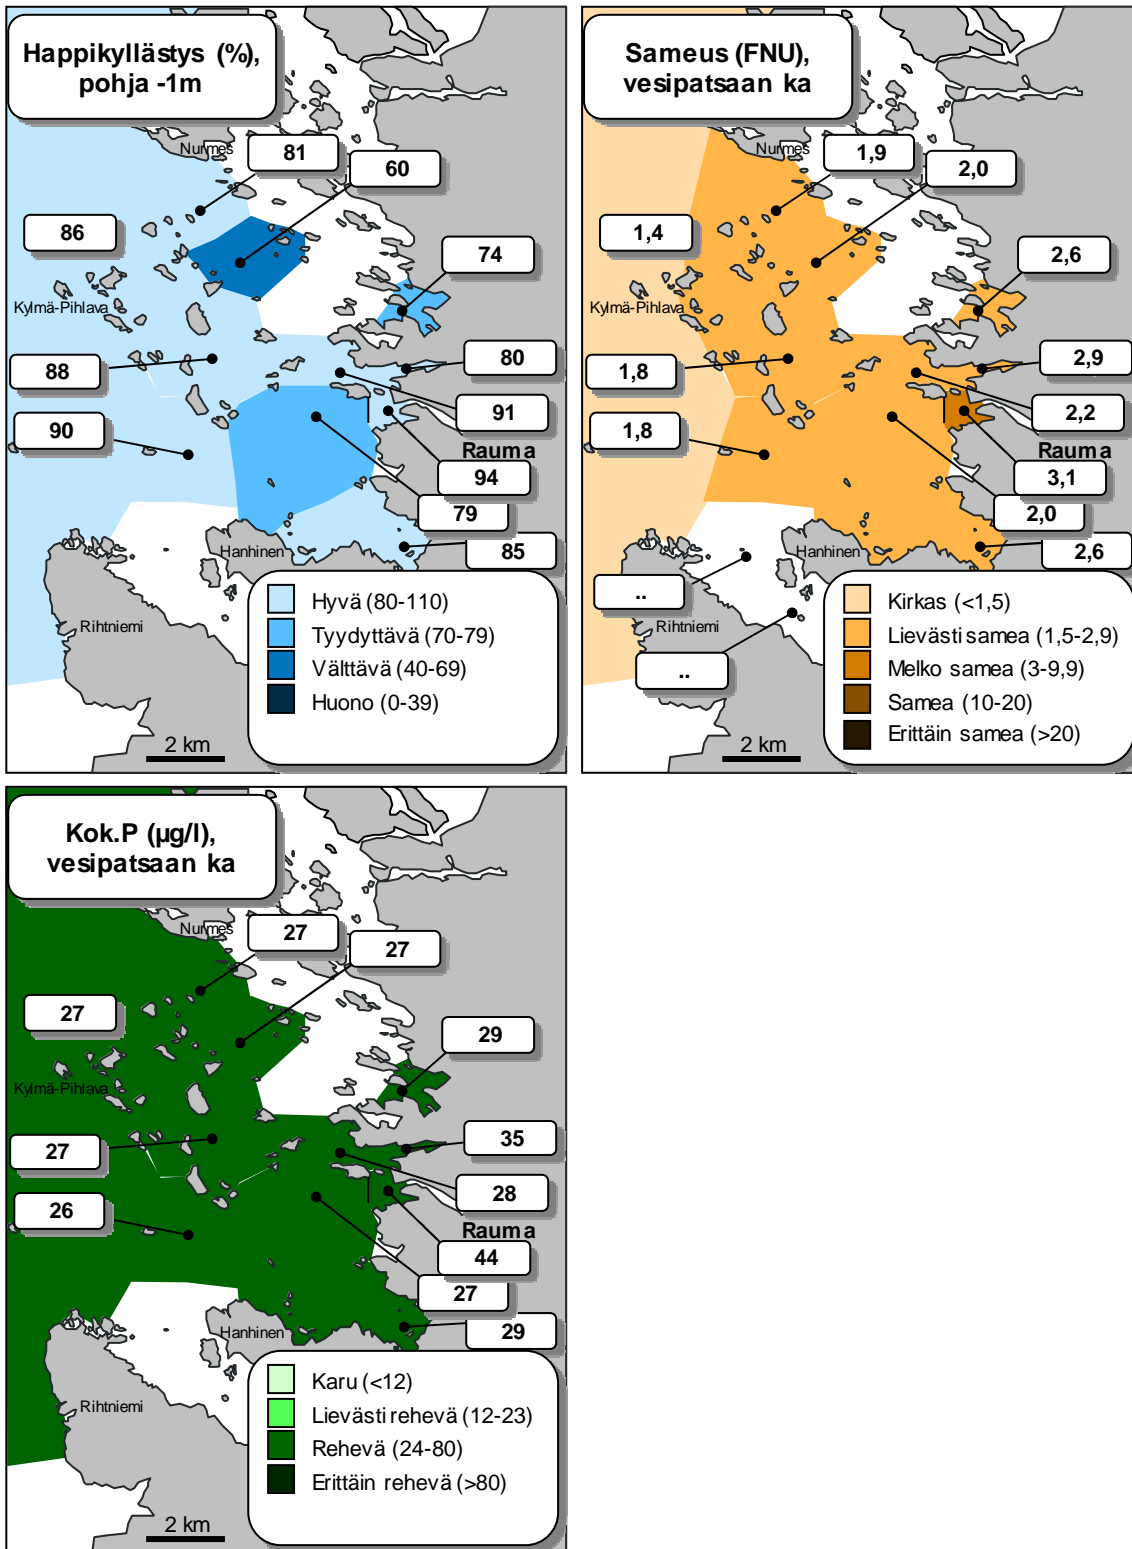 Happikyllästys (%),
pohja -1m
Nurmes
81
60
86
74
Kylmä-Pihlava
88
80
91
90
Rauma
94
79
85
Hanhinen
Rihtniemi
Hyvä (80-110)
Tyydyttävä (70-79)
Välttävä (40-69)
Huono (0-39)
2 km
Sameus (FNU),
vesipatsaan ka
Nurmes
1,9
2,0
1,4
2,6
Kylmä-Pihlava
1,8
2,9
2,2
1,8
Rauma
3,1
2,0
2,6
Hanhinen
..
Rihtniemi
..
Kirkas (<1,5)
Lievästi samea (1,5-2,9)
Melko samea (3-9,9)
Samea (10-20)
Erittäin samea (>20)
2 km
Kok.P (µg/l),
vesipatsaan ka
Nurmes
27
27
27
29
Kylmä-Pihlava
27
35
28
26
Rauma
44
27
29
Hanhinen
Rihtniemi
Karu (<12)
Lievästi rehevä (12-23)
Rehevä (24-80)
Erittäin rehevä (>80)
2 km